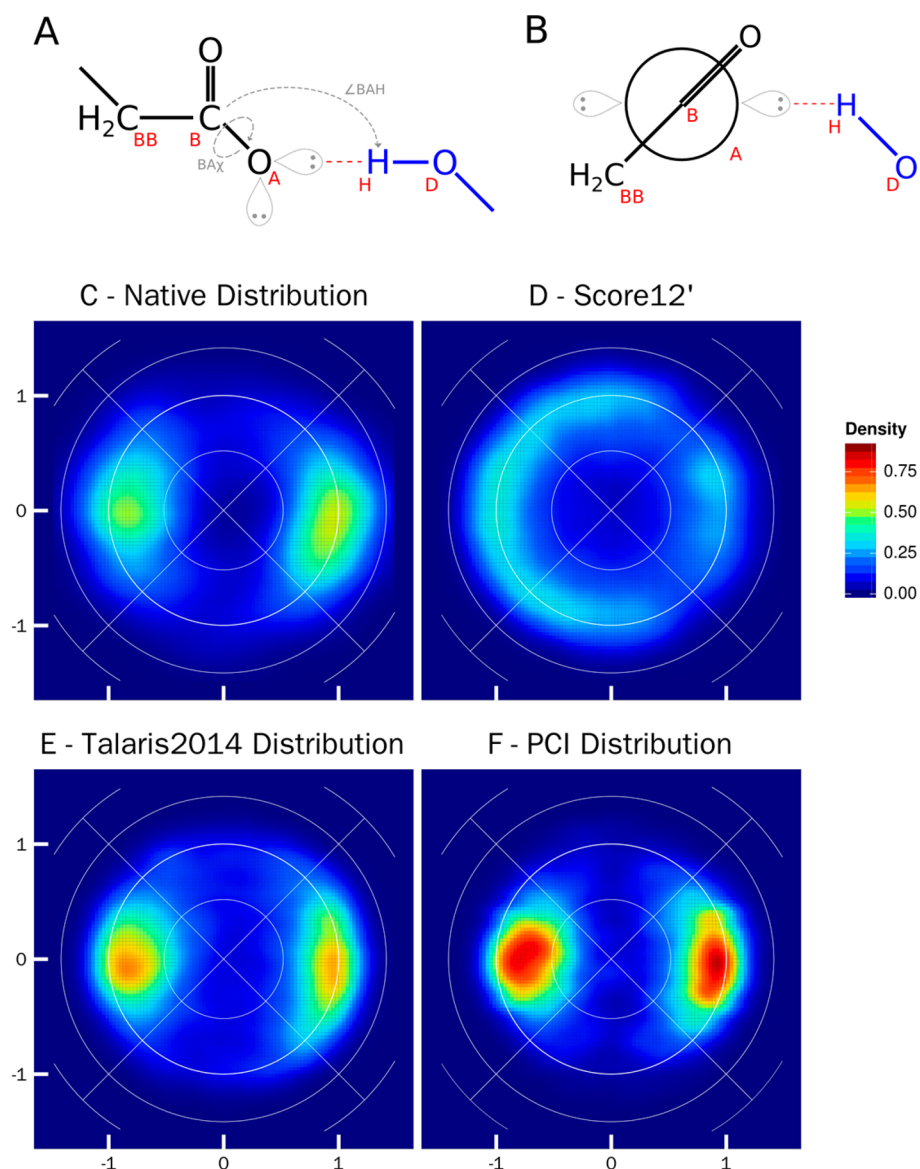 A
O
H₂C
C
BB
B
BAχ
∠BAH
O
A
H
H
O
D
B
O
B
H
H
A
H₂C
BB
O
D
C - Native Distribution
D - Score12'
1
0
-1
Density
0.75
0.50
0.25
0.00
E - Talaris2014 Distribution
F - PCI Distribution
1
0
-1
-1
0
1
-1
0
1